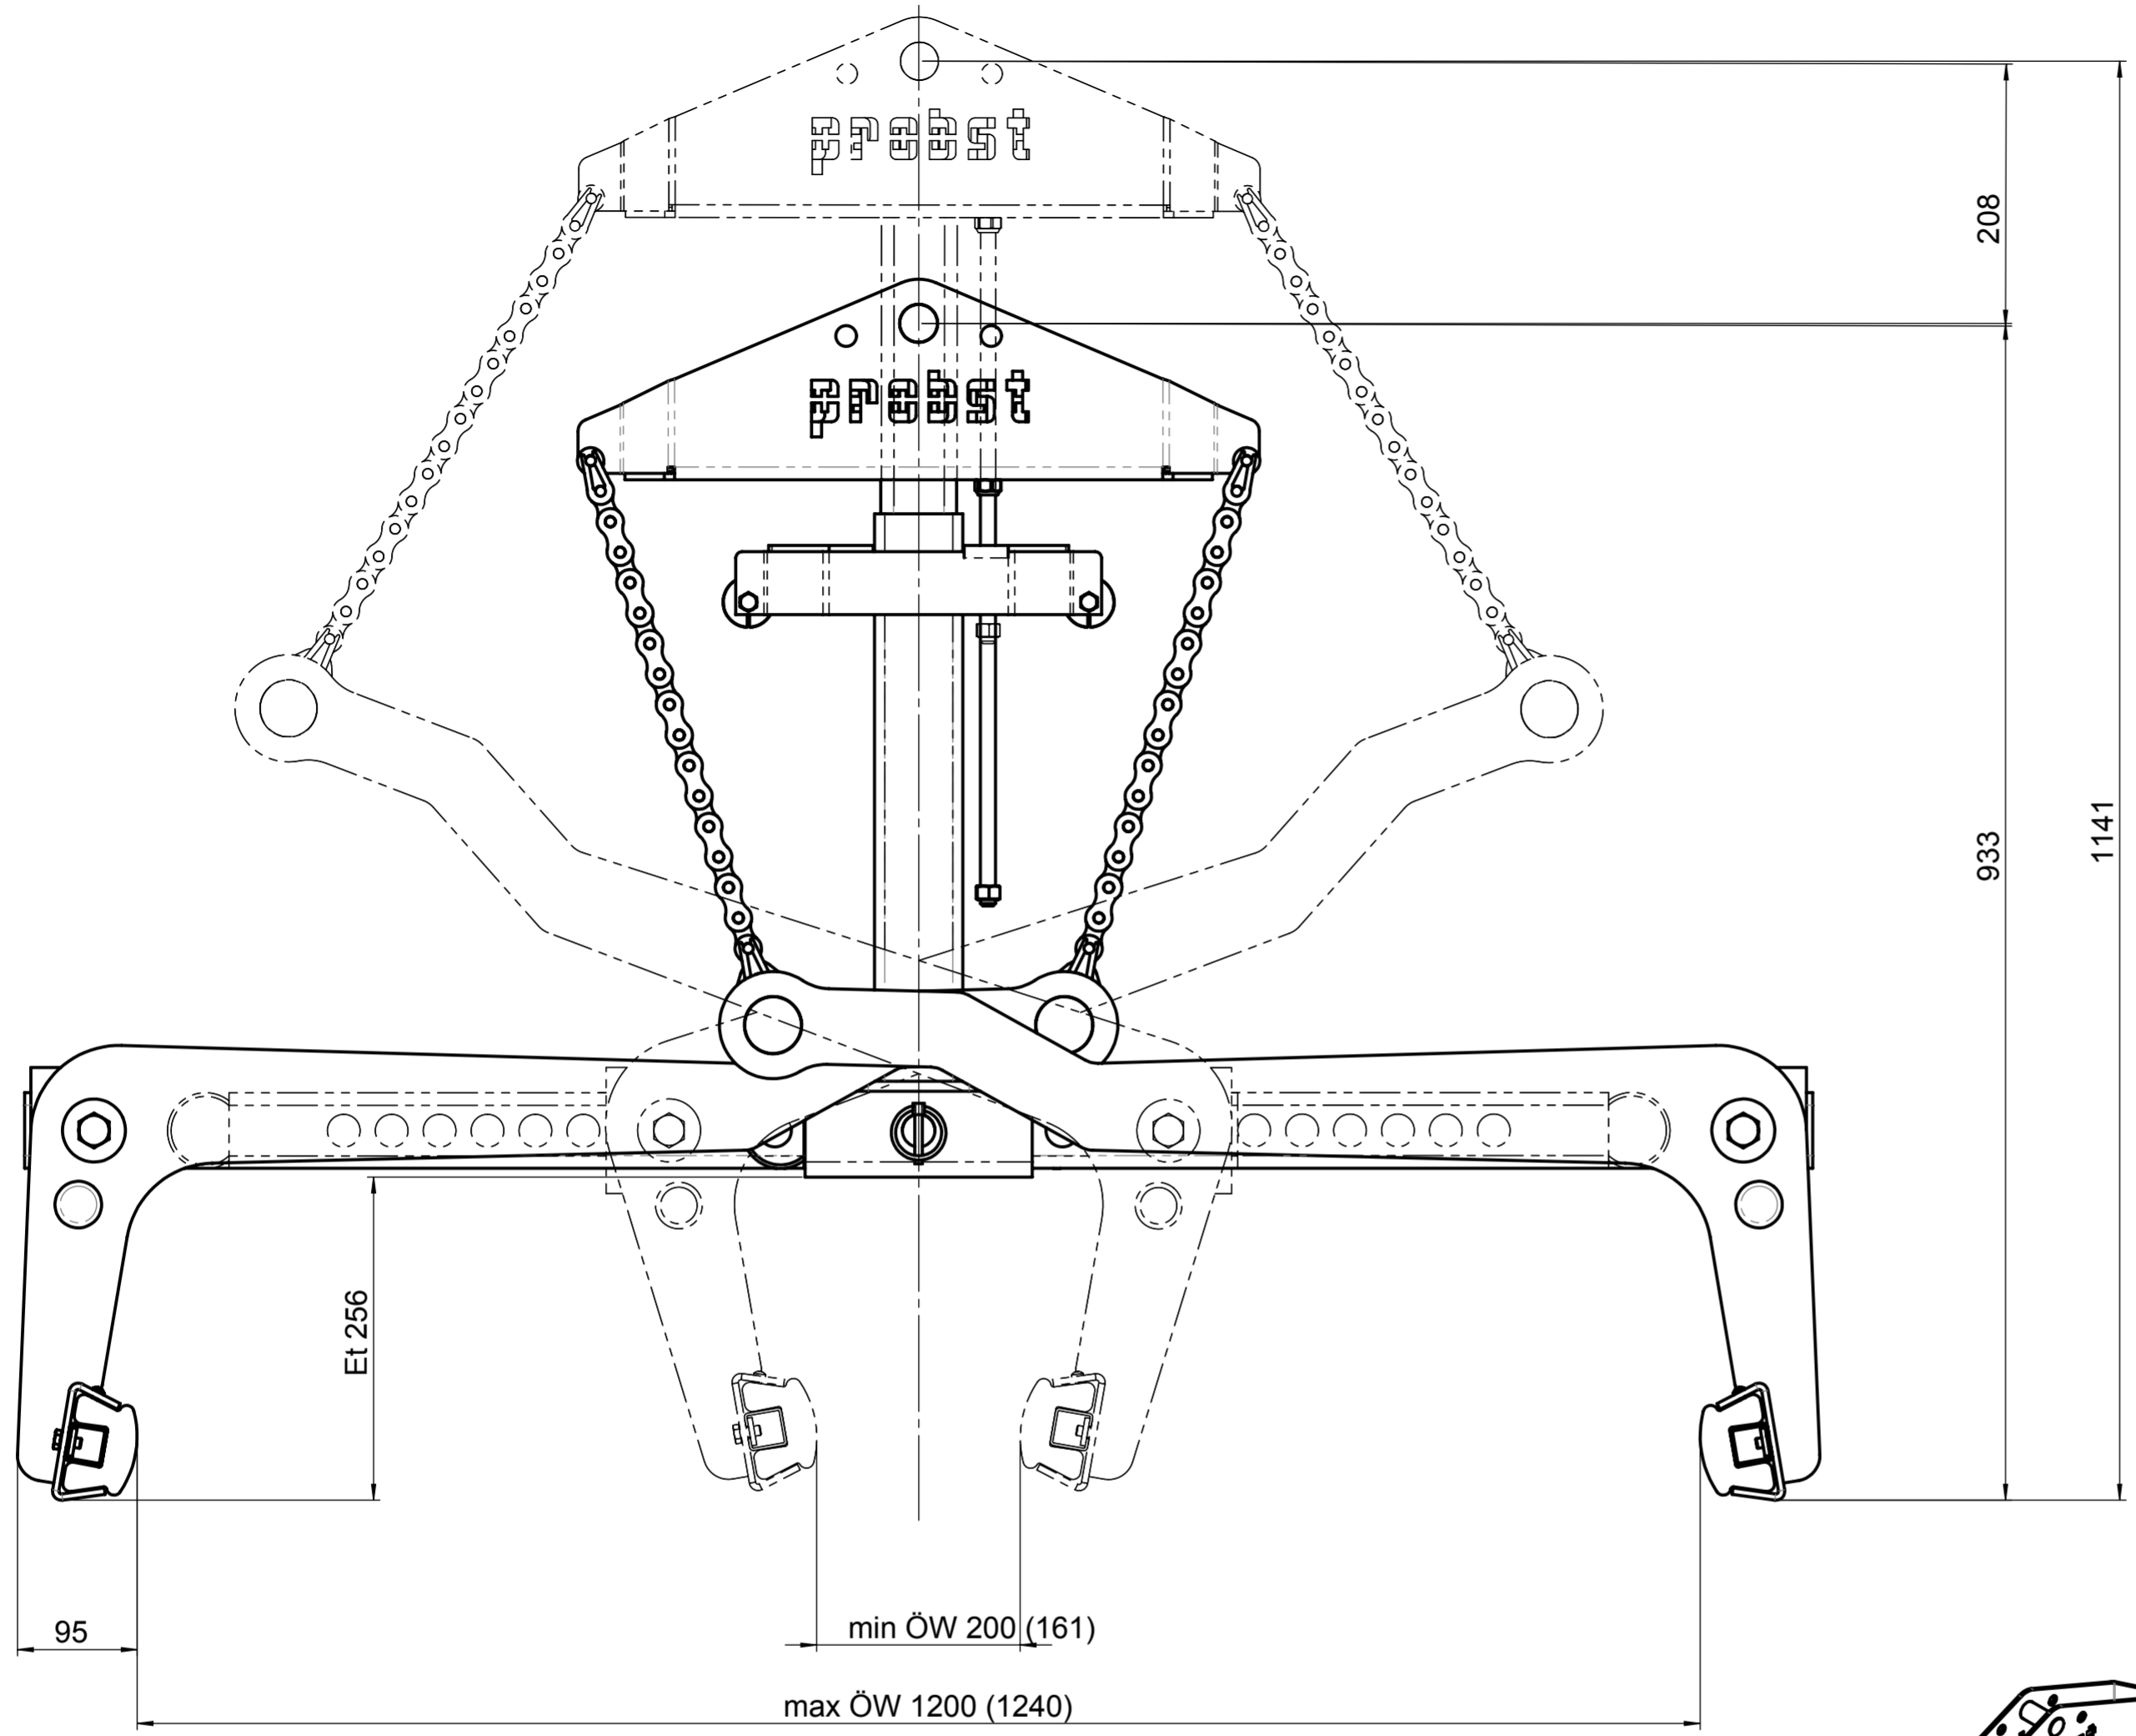 probst
208
probst
933
1141
Et 256
95
min ÖW 200 (161)
max ÖW 1200 (1240)